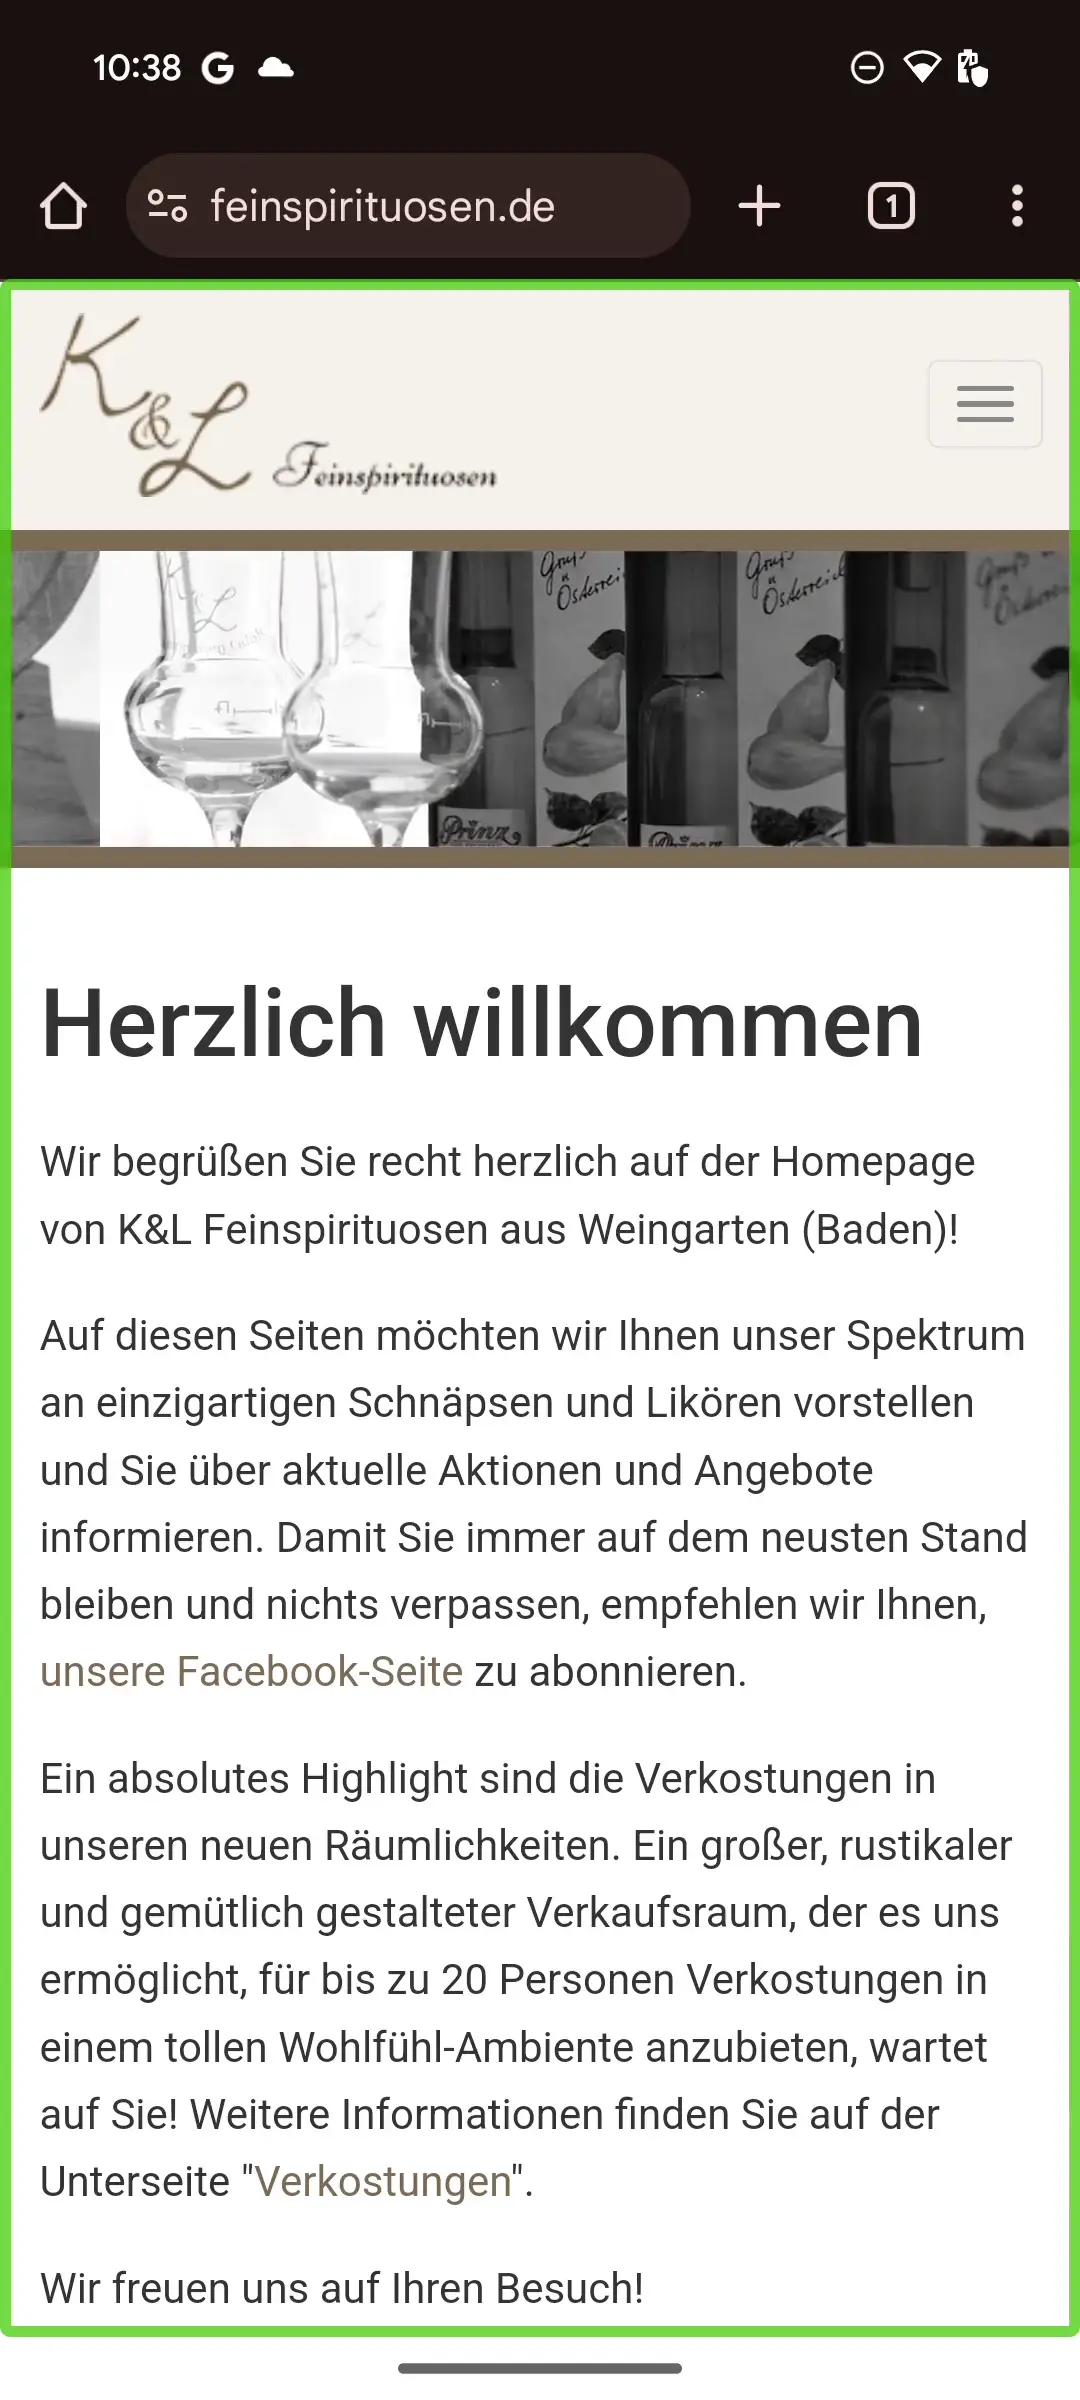 10:38
feinspirituosen.de
1
K&L Feinspirituosen
Gruß
Österrei
Gruß
Österreich
Prinz
Herzlich willkommen
Wir begrüßen Sie recht herzlich auf der Homepage
von K&L Feinspirituosen aus Weingarten (Baden)!
Auf diesen Seiten möchten wir Ihnen unser Spektrum
an einzigartigen Schnäpsen und Likören vorstellen
und Sie über aktuelle Aktionen und Angebote
informieren. Damit Sie immer auf dem neusten Stand
bleiben und nichts verpassen, empfehlen wir Ihnen,
unsere Facebook-Seite zu abonnieren.
Ein absolutes Highlight sind die Verkostungen in
unseren neuen Räumlichkeiten. Ein großer, rustikaler
und gemütlich gestalteter Verkaufsraum, der es uns
ermöglicht, für bis zu 20 Personen Verkostungen in
einem tollen Wohlfühl-Ambiente anzubieten, wartet
auf Sie! Weitere Informationen finden Sie auf der
Unterseite "Verkostungen".
Wir freuen uns auf Ihren Besuch!